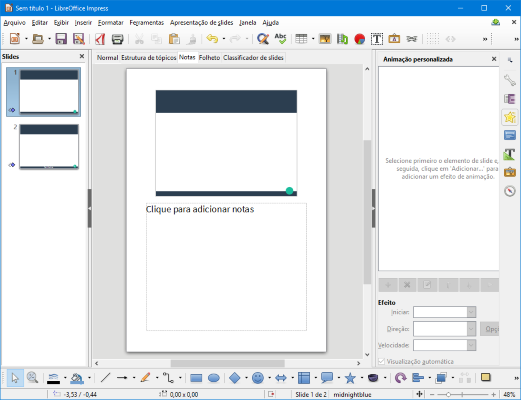 Sem título 1 - LibreOffice Impress
Arquivo Editar Exibir Inserir Formatar Ferramentas Apresentação de slides Janela Ajuda
Slides
Normal Estrutura de tópicos Notas Folheto Classificador de slides
Animação personalizada
1
2
Clique para adicionar notas
Selecione primeiro o elemento de slide e,
seguida, clique em 'Adicionar...' para
adicionar um efeito de animação.
Efeito
Iniciar:
Direção:
Opç
Velocidade:
Visualização automática
-3,53 / -0,44
0,00 x 0,00
Slide 1 de 2
midnightblue
48%